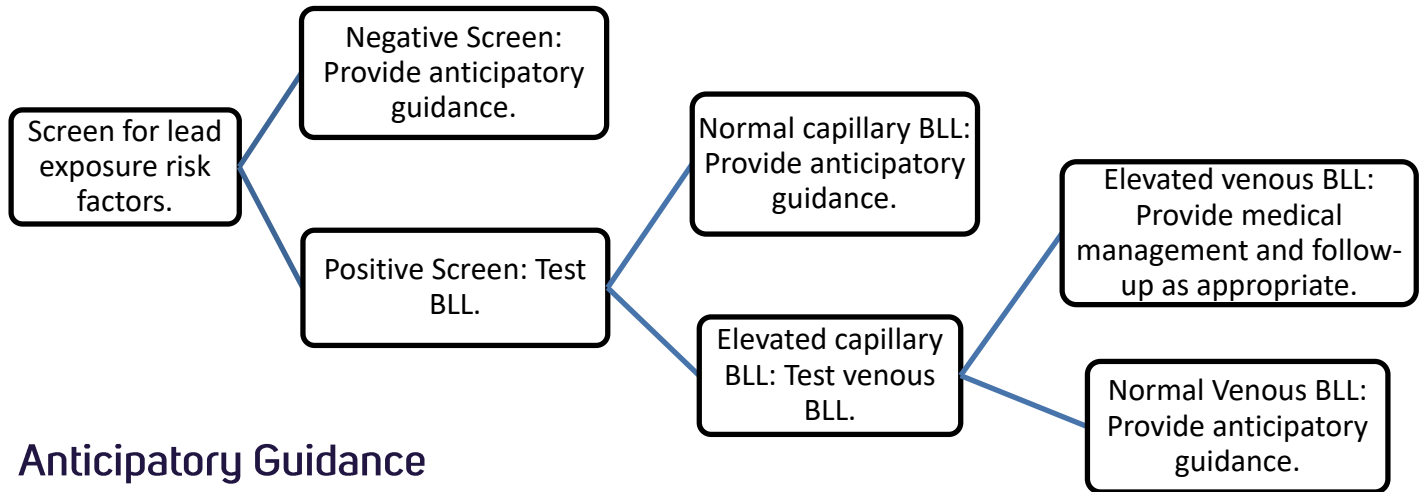 Screen for lead
exposure risk
factors.
Negative Screen:
Provide anticipatory
guidance.
Positive Screen: Test
BLL.
Normal capillary BLL:
Provide anticipatory
guidance.
Elevated capillary
BLL: Test venous
BLL.
Elevated venous BLL:
Provide medical
management and follow-
up as appropriate.
Normal Venous BLL:
Provide anticipatory
guidance.
Anticipatory Guidance